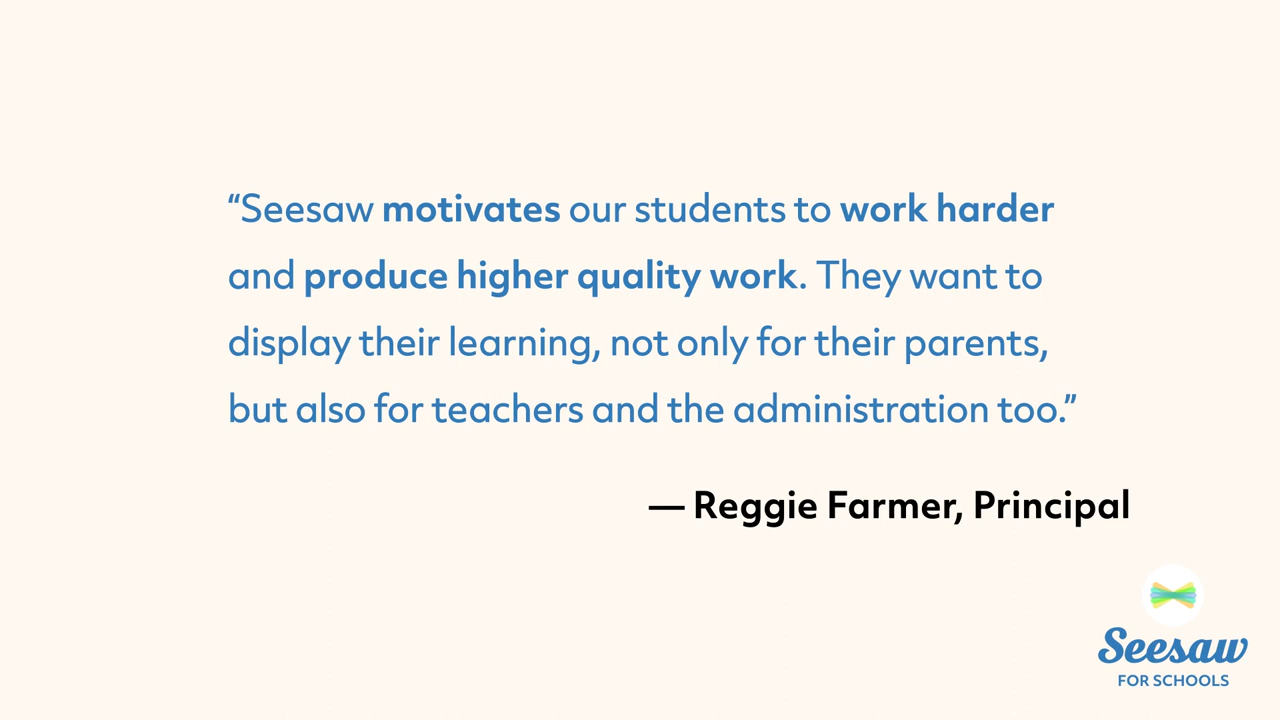 “Seesaw motivates our students to work harder
and produce higher quality work. They want to
display their learning, not only for their parents,
but also for teachers and the administration too.”
— Reggie Farmer, Principal
Seesaw
FOR SCHOOLS